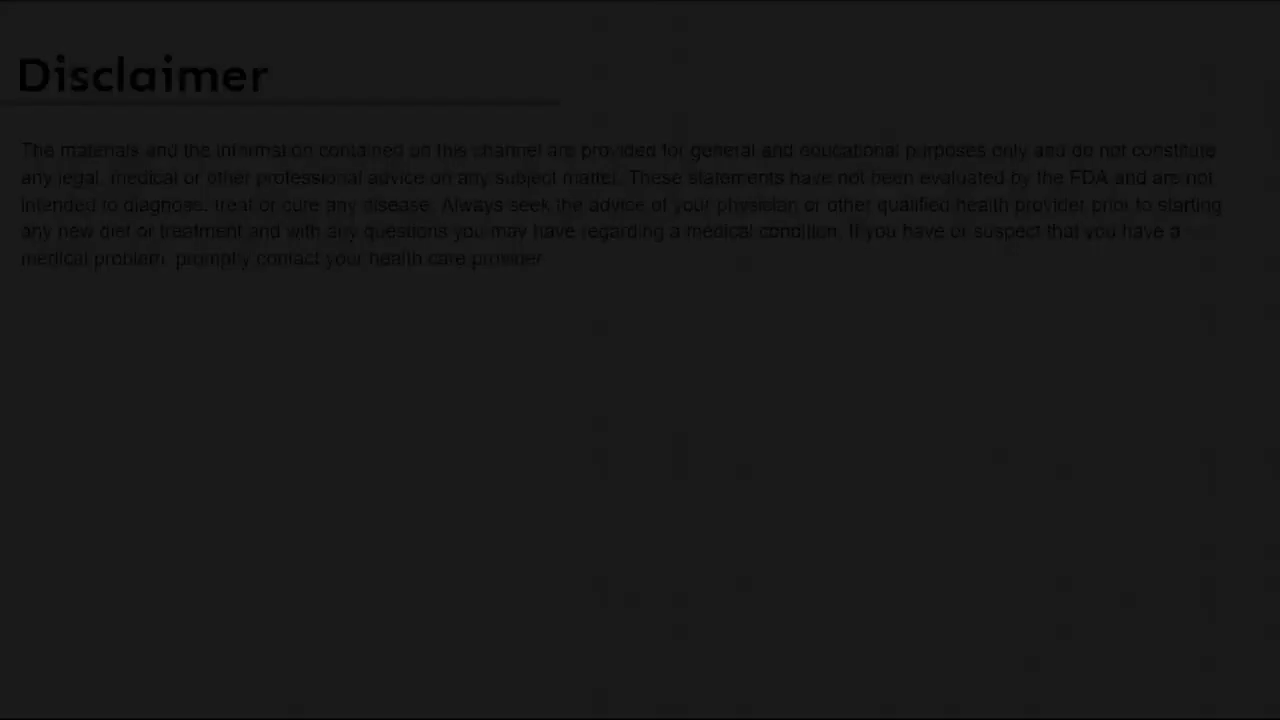 Disclaimer
The materials and the information contained on this channel are provided for general and educational purposes only and do not constitute
any legal, medical or other professional advice on any subject matter. These statements have not been evaluated by the FDA and are not
intended to diagnose, treat or cure any disease. Always seek the advice of your physician or other qualified health provider prior to starting
any new diet or treatment and with any questions you may have regarding a medical condition. If you have or suspect that you have a
medical problem, promptly contact your health care provider.